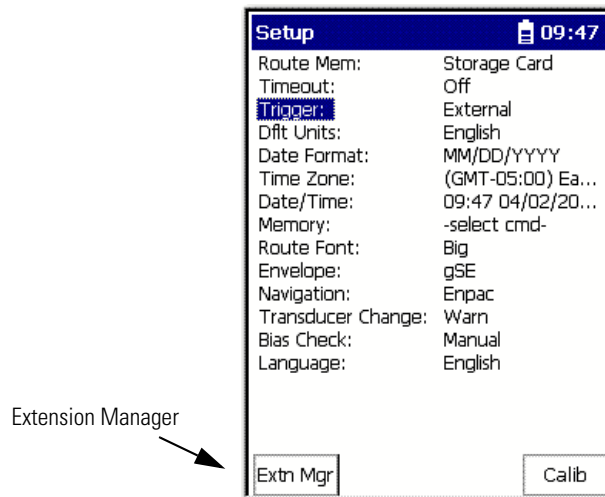 Setup 09:47
Route Mem: Storage Card
Timeout: Off
Trigger: External
Dflt Units: English
Date Format: MM/DD/YYYY
Time Zone: (GMT-05:00) Ea...
Date/Time: 09:47 04/02/20...
Memory: -select cmd-
Route Font: Big
Envelope: gSE
Navigation: Enpac
Transducer Change: Warn
Bias Check: Manual
Language: English
Extension Manager
Extn Mgr Calib